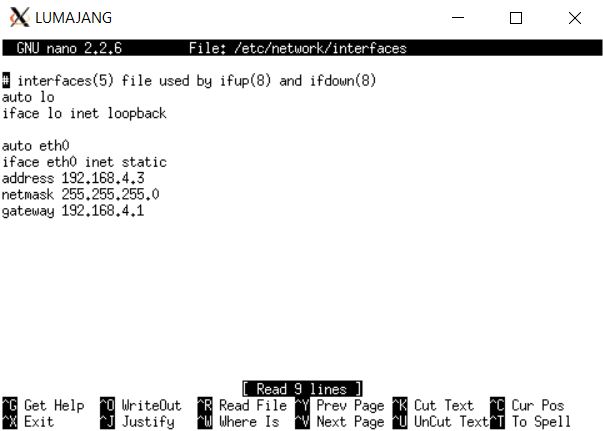 LUMAJANG
GNU nano 2.2.6 File: /etc/network/interfaces
# interfaces(5) file used by ifup(8) and ifdown(8)
auto lo
iface lo inet loopback
auto eth0
iface eth0 inet static
address 192.168.4.3
netmask 255.255.255.0
gateway 192.168.4.1
[ Read 9 lines ]
^G Get Help ^O WriteOut ^R Read File ^Y Prev Page ^K Cut Text ^C Cur Pos
^X Exit ^J Justify ^W Where Is ^V Next Page ^U UnCut Text ^T To Spell